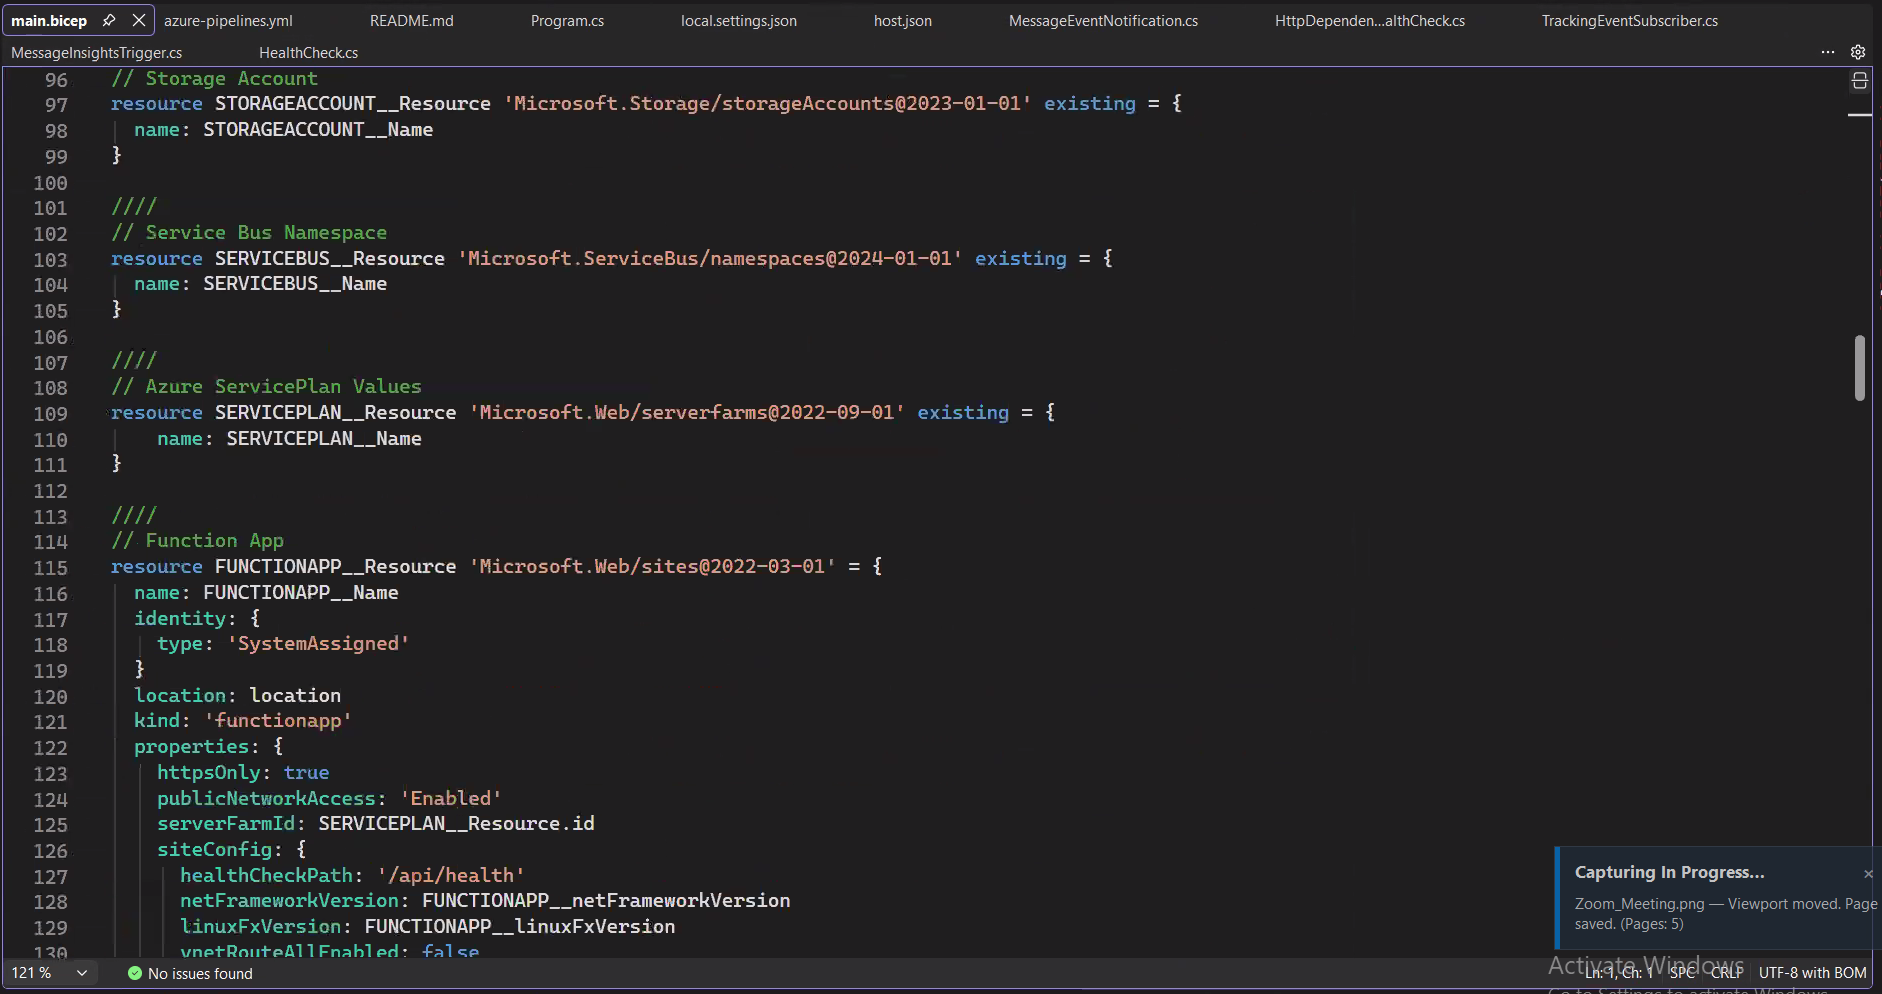 main.bicep
azure-pipelines.yml
README.md
Program.cs
local.settings.json
host.json
MessageEventNotification.cs
HttpDependen...althCheck.cs
TrackingEventSubscriber.cs
MessageInsightsTrigger.cs
HealthCheck.cs
96 // Storage Account
97 resource STORAGEACCOUNT__Resource 'Microsoft.Storage/storageAccounts@2023-01-01' existing = {
98 name: STORAGEACCOUNT__Name
99 }
100
101 ////
102 // Service Bus Namespace
103 resource SERVICEBUS__Resource 'Microsoft.ServiceBus/namespaces@2024-01-01' existing = {
104 name: SERVICEBUS__Name
105 }
106
107 ////
108 // Azure ServicePlan Values
109 resource SERVICEPLAN__Resource 'Microsoft.Web/serverfarms@2022-09-01' existing = {
110 name: SERVICEPLAN__Name
111 }
112
113 ////
114 // Function App
115 resource FUNCTIONAPP__Resource 'Microsoft.Web/sites@2022-03-01' = {
116 name: FUNCTIONAPP__Name
117 identity: {
118 type: 'SystemAssigned'
119 }
120 location: location
121 kind: 'functionapp'
122 properties: {
123 httpsOnly: true
124 publicNetworkAccess: 'Enabled'
125 serverFarmId: SERVICEPLAN__Resource.id
126 siteConfig: {
127 healthCheckPath: '/api/health'
128 netFrameworkVersion: FUNCTIONAPP__netFrameworkVersion
129 linuxFxVersion: FUNCTIONAPP__linuxFxVersion
130 vnetRouteAllEnabled: false
Capturing In Progress...
Zoom_Meeting.png — Viewport moved. Page
saved. (Pages: 5)
Activate Windows
Go to Settings to activate Windows.
121 %
No issues found
Ln: 1, Ch: 1
SPC
CRLF
UTF-8 with BOM